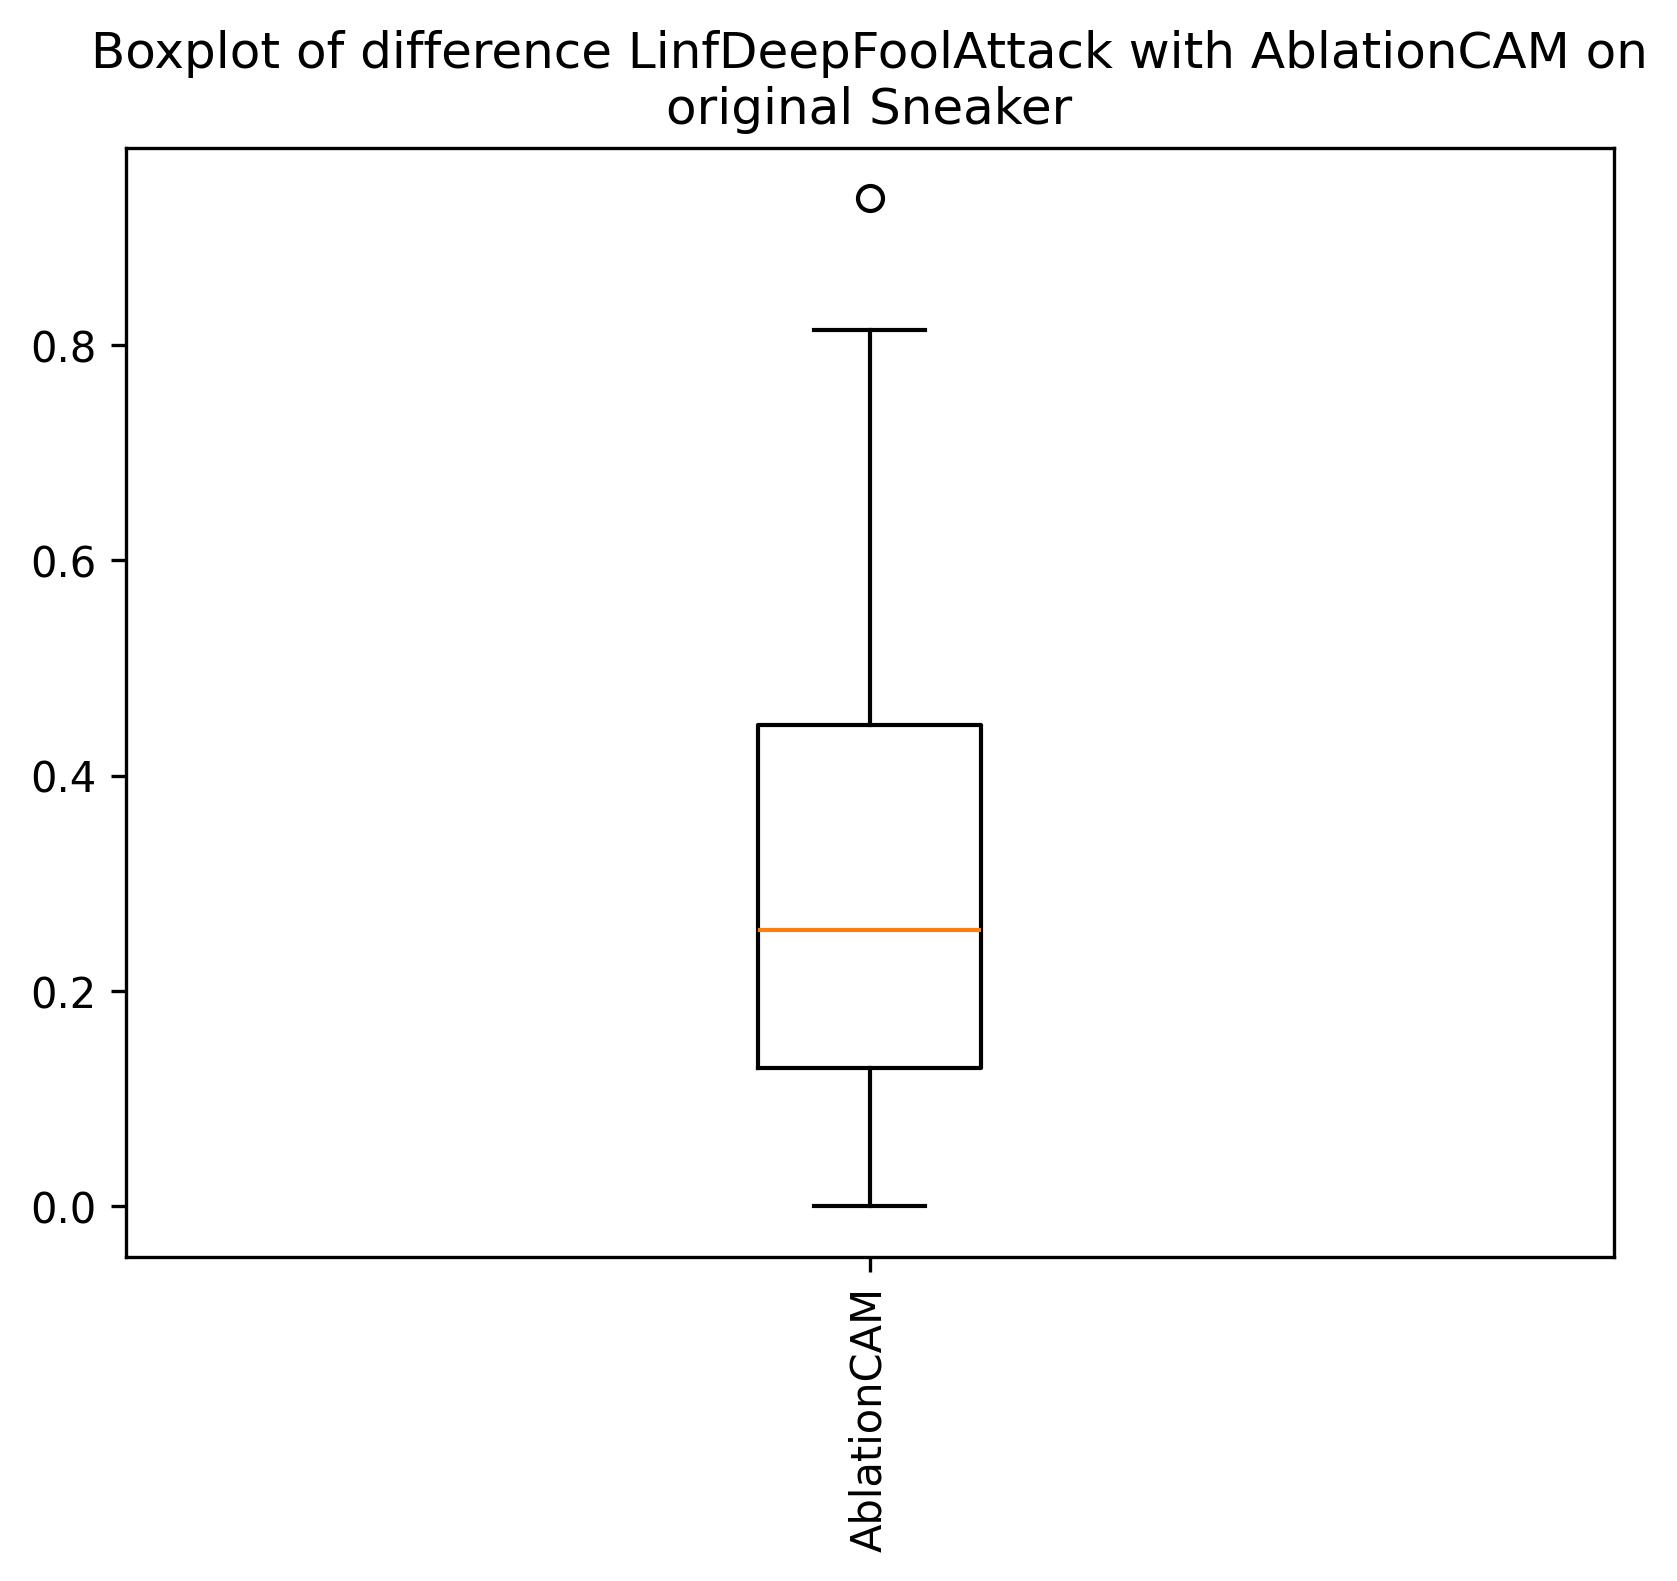 Boxplot of difference LinfDeepFoolAttack with AblationCAM on
original Sneaker
0.8
0.6
0.4
0.2
0.0
AblationCAM